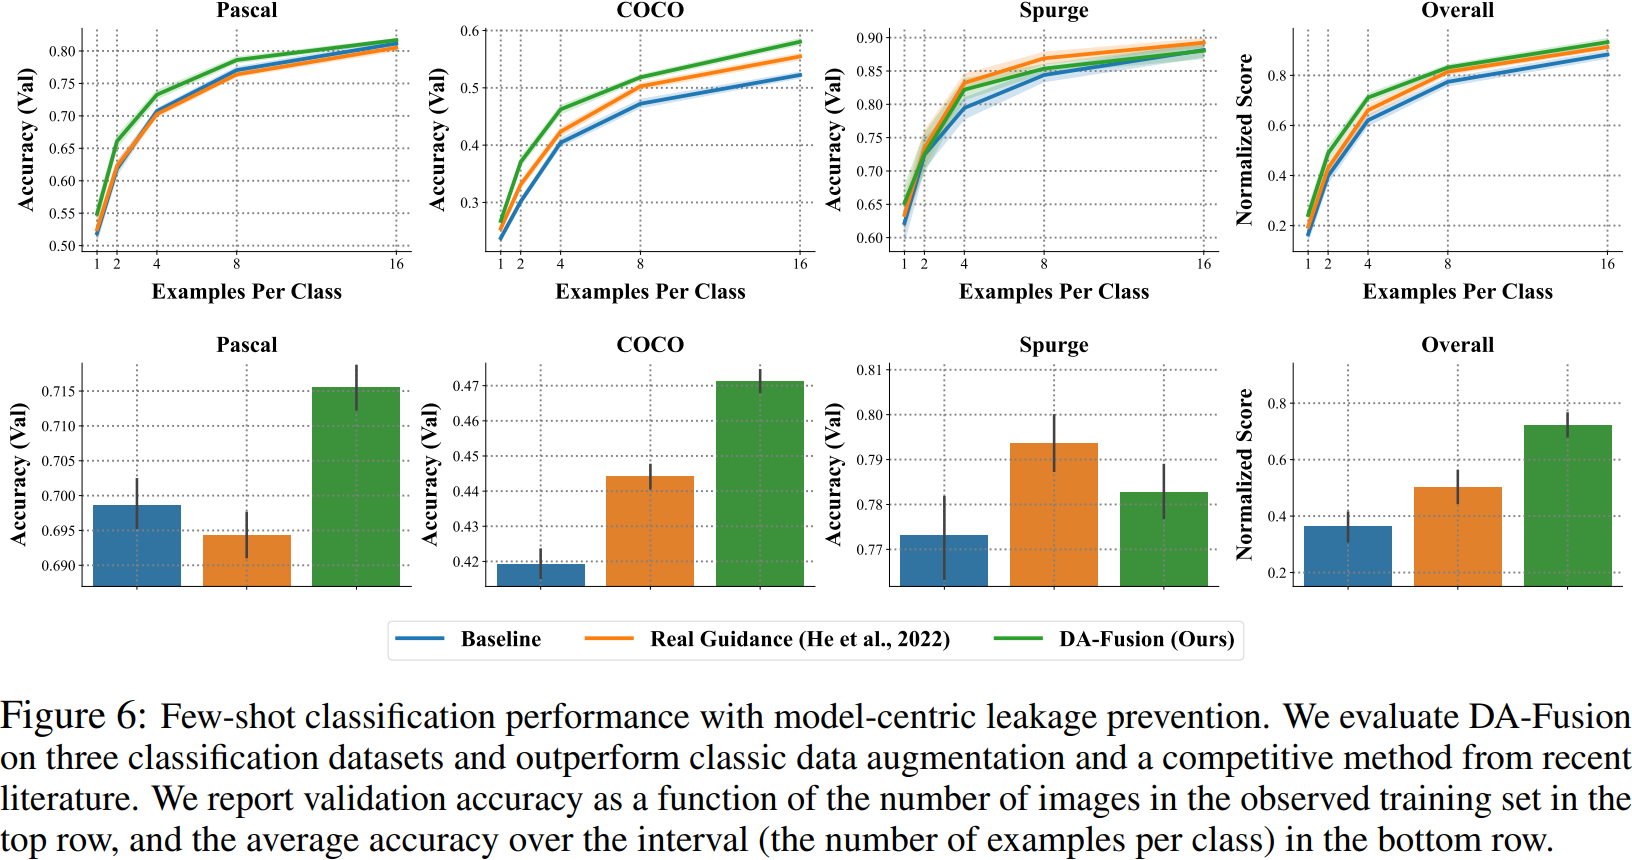 Pascal
COCO
Spurge
Overall
Accuracy (Val)
0.80
0.75
0.70
0.65
0.60
0.55
0.50
1 2 4 8 16
Examples Per Class
Accuracy (Val)
0.6
0.5
0.4
0.3
1 2 4 8 16
Examples Per Class
Accuracy (Val)
0.90
0.85
0.80
0.75
0.70
0.65
0.60
1 2 4 8 16
Examples Per Class
Normalized Score
0.8
0.6
0.4
0.2
1 2 4 8 16
Examples Per Class
Pascal
COCO
Spurge
Overall
Accuracy (Val)
0.715
0.710
0.705
0.700
0.695
0.690
Accuracy (Val)
0.47
0.46
0.45
0.44
0.43
0.42
Accuracy (Val)
0.81
0.80
0.79
0.78
0.77
Normalized Score
0.8
0.6
0.4
0.2
Baseline Real Guidance (He et al., 2022) DA-Fusion (Ours)
Figure 6: Few-shot classification performance with model-centric leakage prevention. We evaluate DA-Fusion
on three classification datasets and outperform classic data augmentation and a competitive method from recent
literature. We report validation accuracy as a function of the number of images in the observed training set in the
top row, and the average accuracy over the interval (the number of examples per class) in the bottom row.